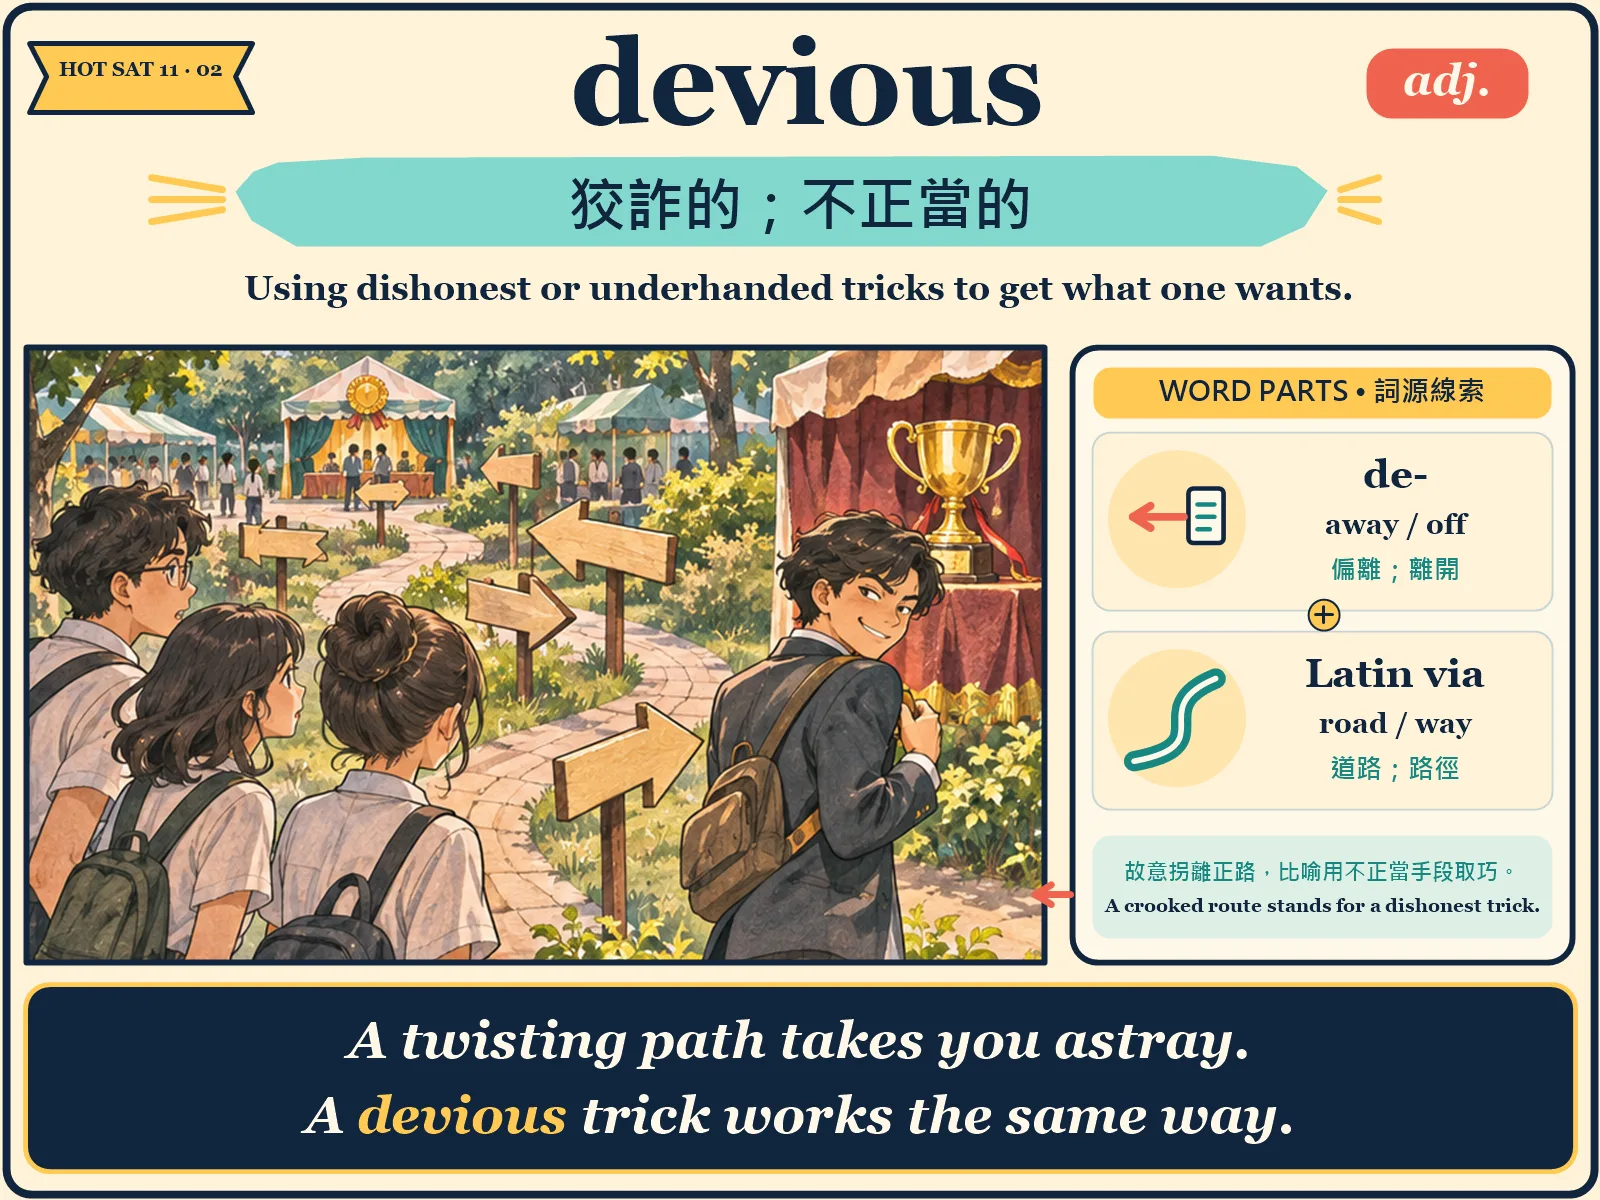 HOT SAT 11 · 02
devious
adj.
狡詐的；不正當的
Using dishonest or underhanded tricks to get what one wants.
WORD PARTS • 詞源線索
de-
away / off
偏離；離開
Latin via
road / way
道路；路徑
故意拐離正路，比喻用不正當手段取巧。
A crooked route stands for a dishonest trick.
A twisting path takes you astray.
A devious trick works the same way.